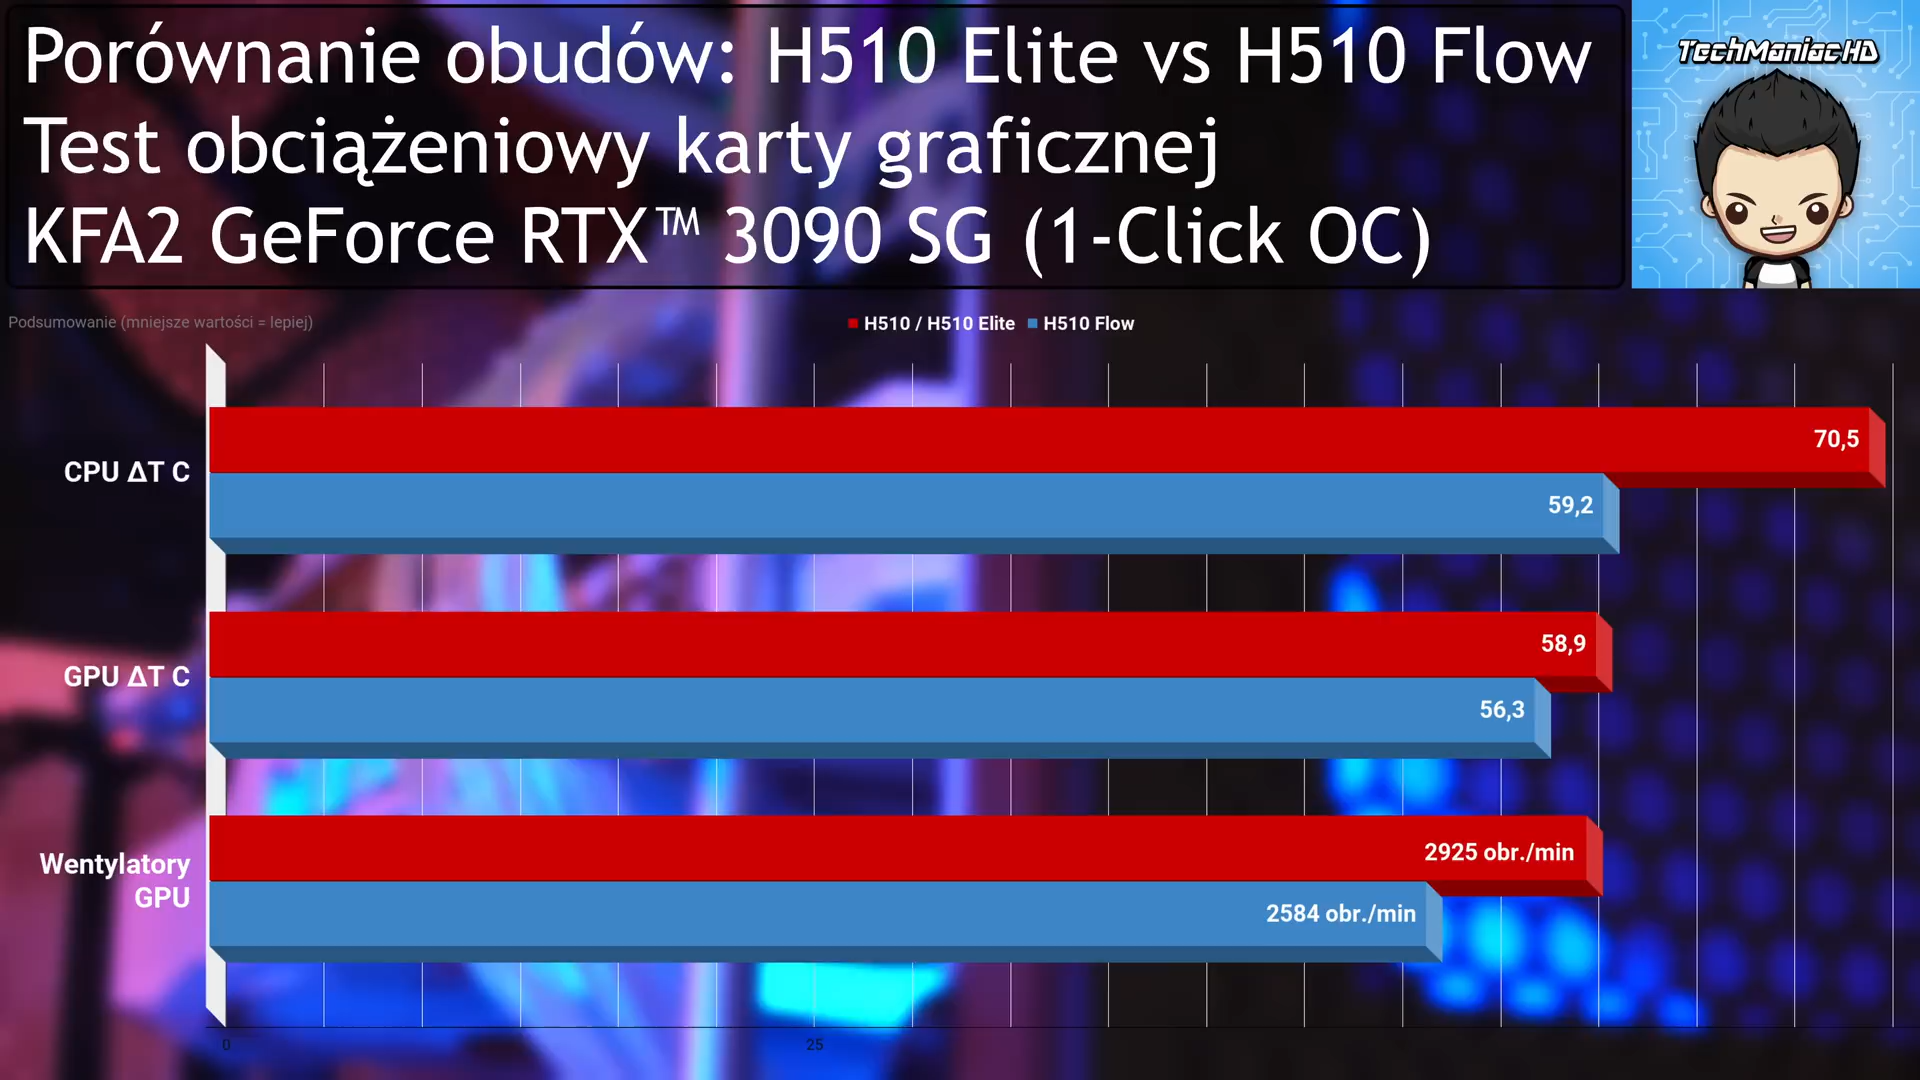 Porównanie obudów: H510 Elite vs H510 Flow
Test obciążeniowy karty graficznej
KFA2 GeForce RTX™ 3090 SG (1-Click OC)
TechManiacHD
Podsumowanie (mniejsze wartości = lepiej)
H510 / H510 Elite H510 Flow
CPU ΔT C
70,5
59,2
GPU ΔT C
58,9
56,3
Wentylatory
GPU
2925 obr./min
2584 obr./min
0 25